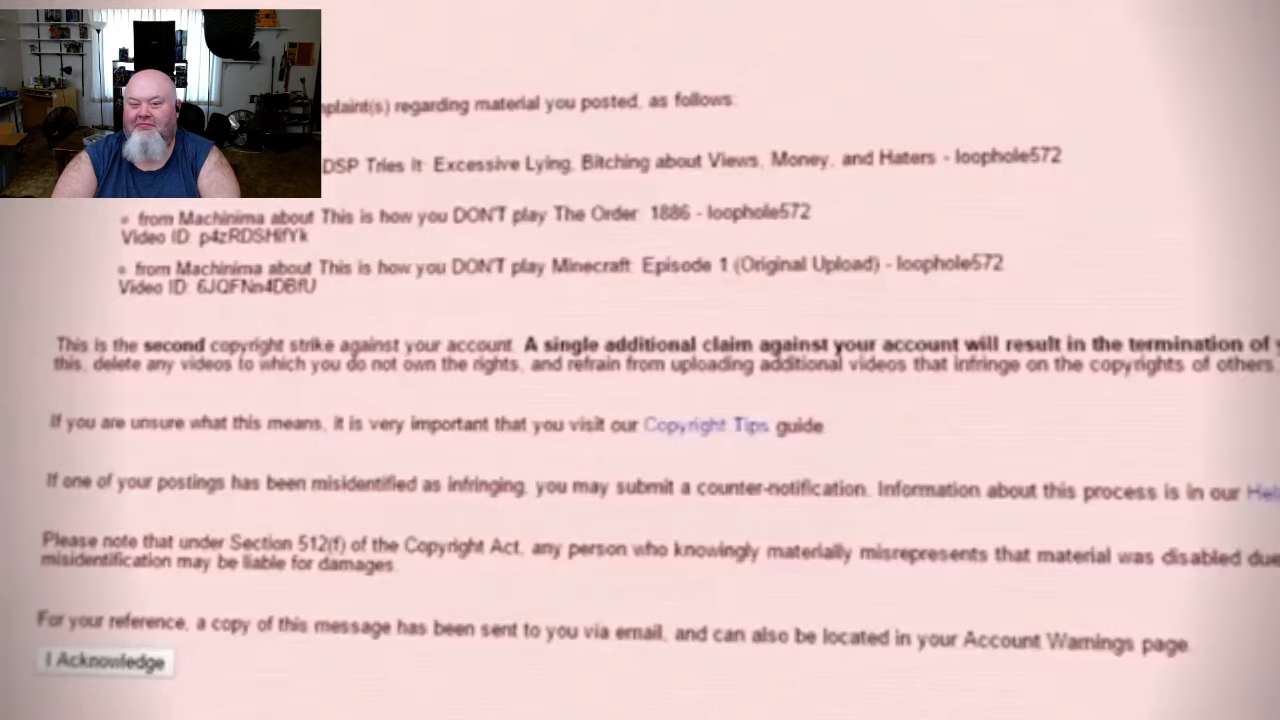 plaint(s) regarding material you posted, as follows:
DSP Tries It: Excessive Lying, Bitching about Views, Money, and Haters - loophole572
from Machinima about This is how you DON'T play The Order: 1886 - loophole572
Video ID:
from Machinima about This is how you DON'T play Minecraft: Episode 1 (Original Upload) - loophole572
Video ID:
This is the second copyright strike against your account. A single additional claim against your account will result in the termination of
this, delete any videos to which you do not own the rights, and refrain from uploading additional videos that infringe on the copyrights of others.
If you are unsure what this means, it is very important that you visit our Copyright Tips guide.
If one of your postings has been misidentified as infringing, you may submit a counter-notification. Information about this process is in our Hel
Please note that under Section 512(f) of the Copyright Act, any person who knowingly materially misrepresents that material was disabled due
misidentification may be liable for damages.
For your reference, a copy of this message has been sent to you via email, and can also be located in your Account Warnings page.
I Acknowledge